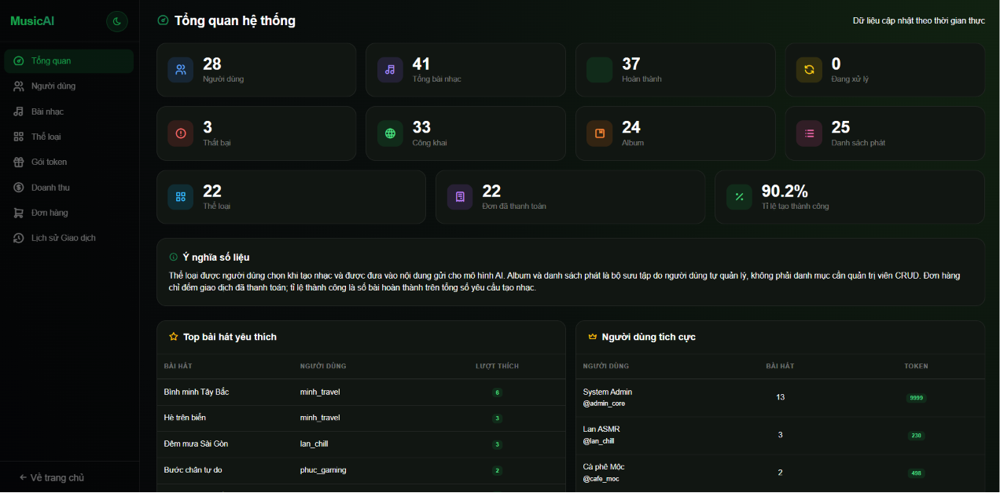 MusicAI
Tổng quan
Người dùng
Bài nhạc
Thể loại
Gói token
Doanh thu
Đơn hàng
Lịch sử Giao dịch
← Về trang chủ
Tổng quan hệ thống
Dữ liệu cập nhật theo thời gian thực
28
Người dùng
41
Tổng bài nhạc
37
Hoàn thành
0
Đang xử lý
3
Thất bại
33
Công khai
24
Album
25
Danh sách phát
22
Thể loại
22
Đơn đã thanh toán
90.2%
Tỉ lệ tạo thành công
Ý nghĩa số liệu
Thể loại được người dùng chọn khi tạo nhạc và được đưa vào nội dung gửi cho mô hình AI. Album và danh sách phát là bộ sưu tập do người dùng tự quản lý, không phải danh mục cần quản trị viên CRUD. Đơn hàng
chỉ đếm giao dịch đã thanh toán; tỉ lệ thành công là số bài hoàn thành trên tổng số yêu cầu tạo nhạc.
Top bài hát yêu thích
BÀI HÁT NGƯỜI DÙNG LƯỢT THÍCH
Bình minh Tây Bắc minh_travel 6
Hè trên biển minh_travel 3
Đêm mưa Sài Gòn lan_chill 3
Bước chân tự do phuc_gaming 2
Người dùng tích cực
NGƯỜI DÙNG BÀI HÁT TOKEN
System Admin
@admin_core
13 9999
Lan ASMR
@lan_chill
3 230
Cà phê Mộc
@cafe_moc
2 498